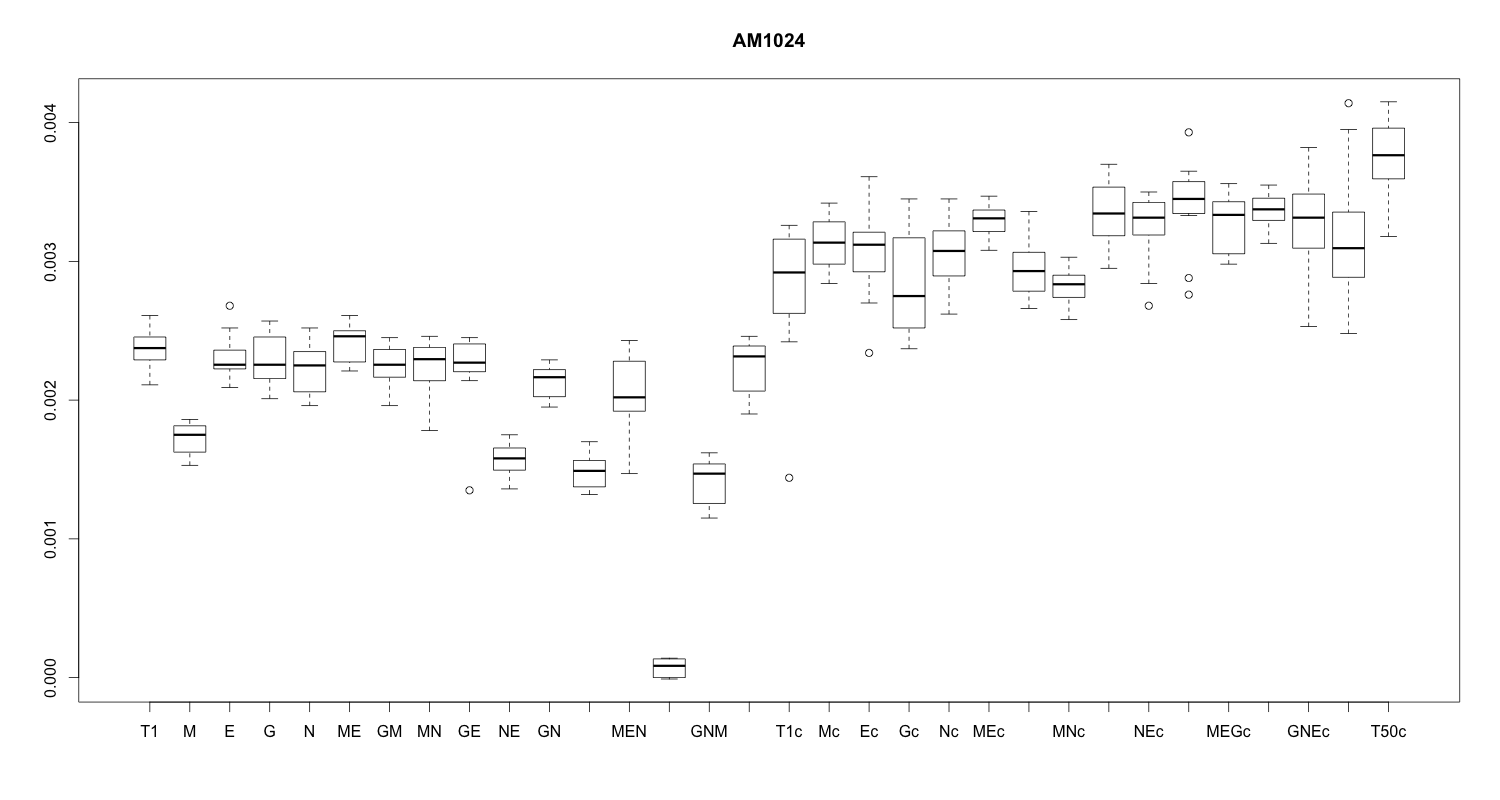 AM1024
0.004
0.003
0.002
0.001
0.000
T1 M E G N ME GM MN GE NE GN MEN GNM T1c Mc Ec Gc Nc MEc MNc NEc MEGc GNEc T50c